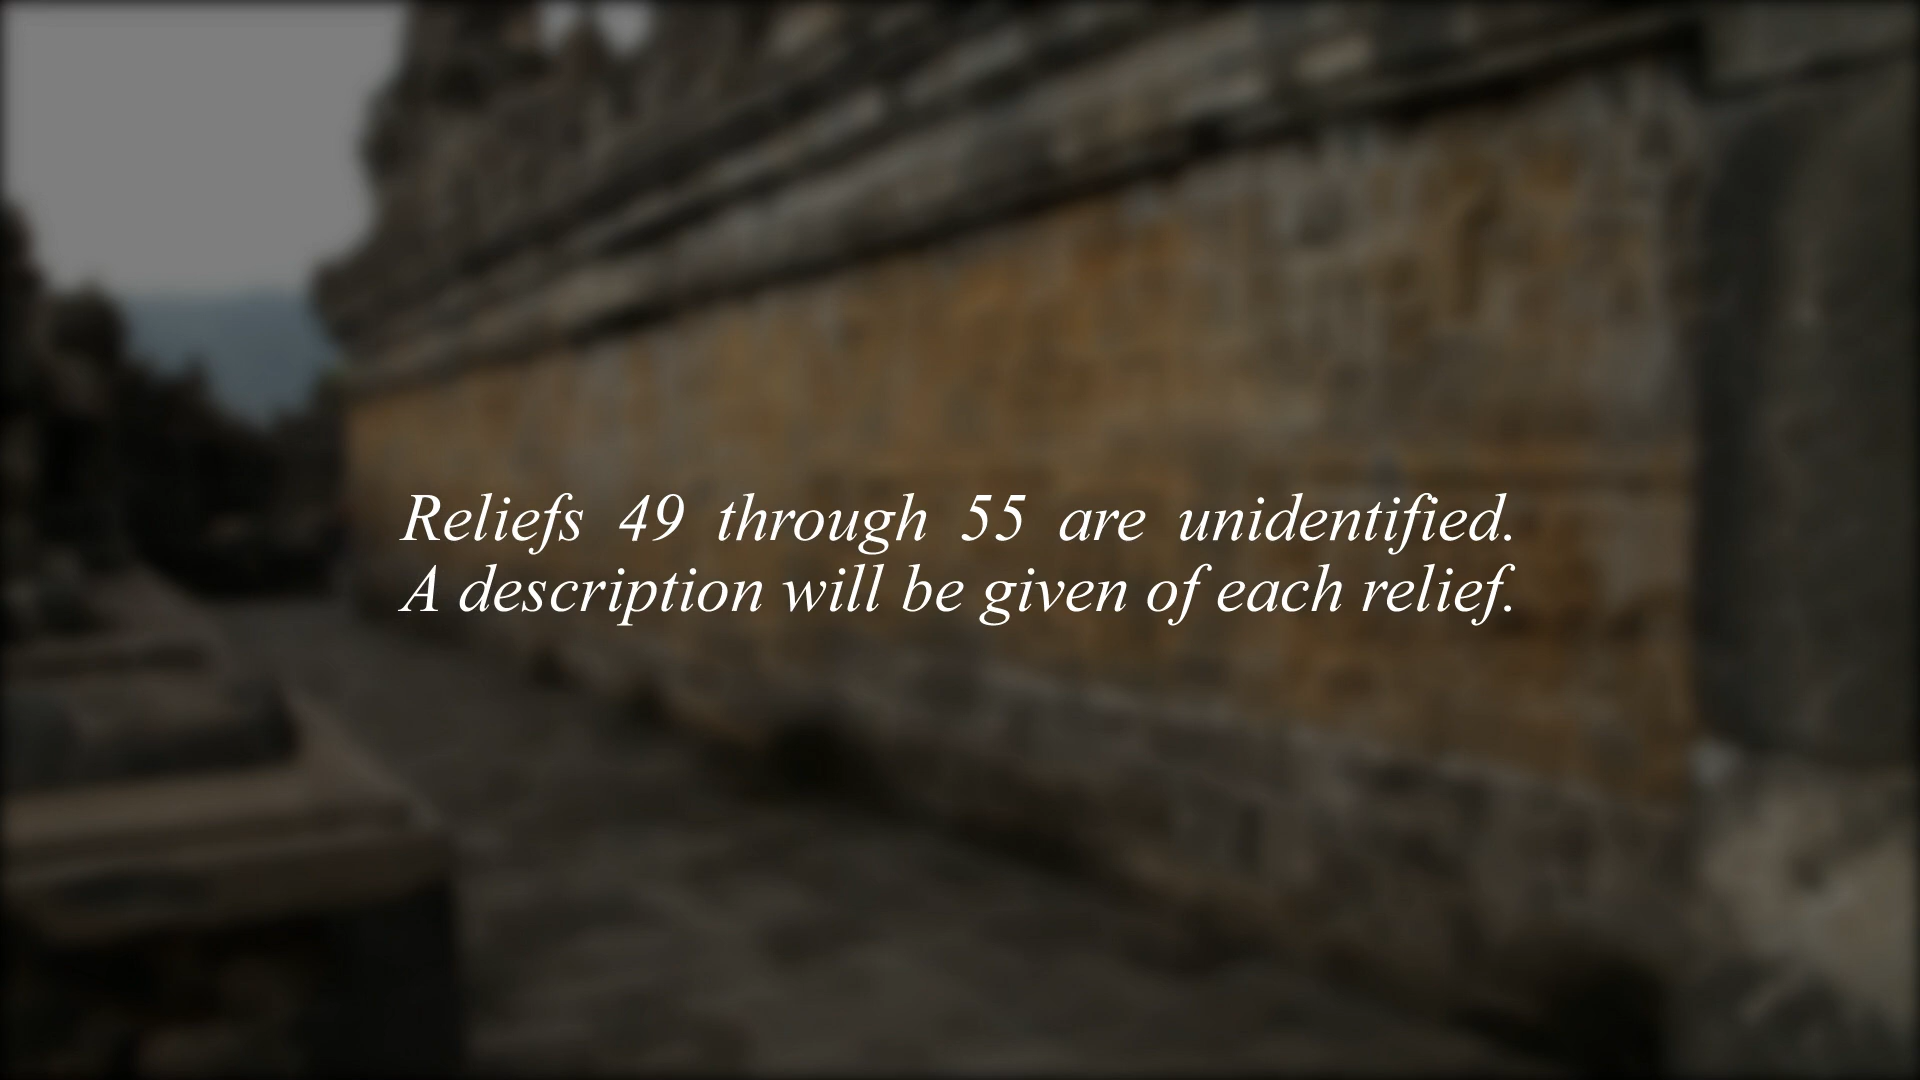 Reliefs 49 through 55 are unidentified.
A description will be given of each relief.